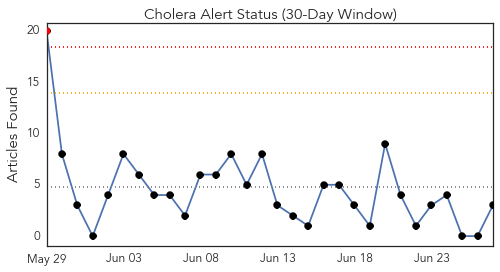 Cholera Alert Status (30-Day Window)
20
15
10
5
0
Articles Found
May 29
Jun 03
Jun 08
Jun 13
Jun 18
Jun 23